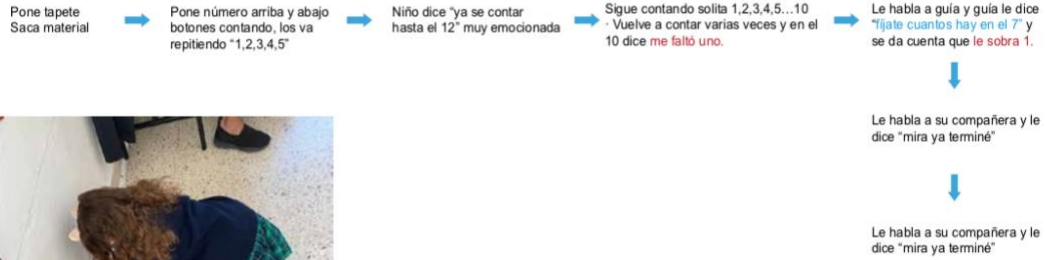 Pone tapete
Saca material
Pone número arriba y abajo
botones contando, los va
repitiendo “1,2,3,4,5”
Niño dice “ya se contar
hasta el 12” muy emocionada
Sigue contando solita 1,2,3,4,5…10
· Vuelve a contar varias veces y en el
10 dice me faltó uno.
Le habla a guía y guía le dice
“fíjate cuantos hay en el 7” y
se da cuenta que le sobra 1.
Le habla a su compañera y le
dice “mira ya terminé”
Le habla a su compañera y le
dice “mira ya terminé”